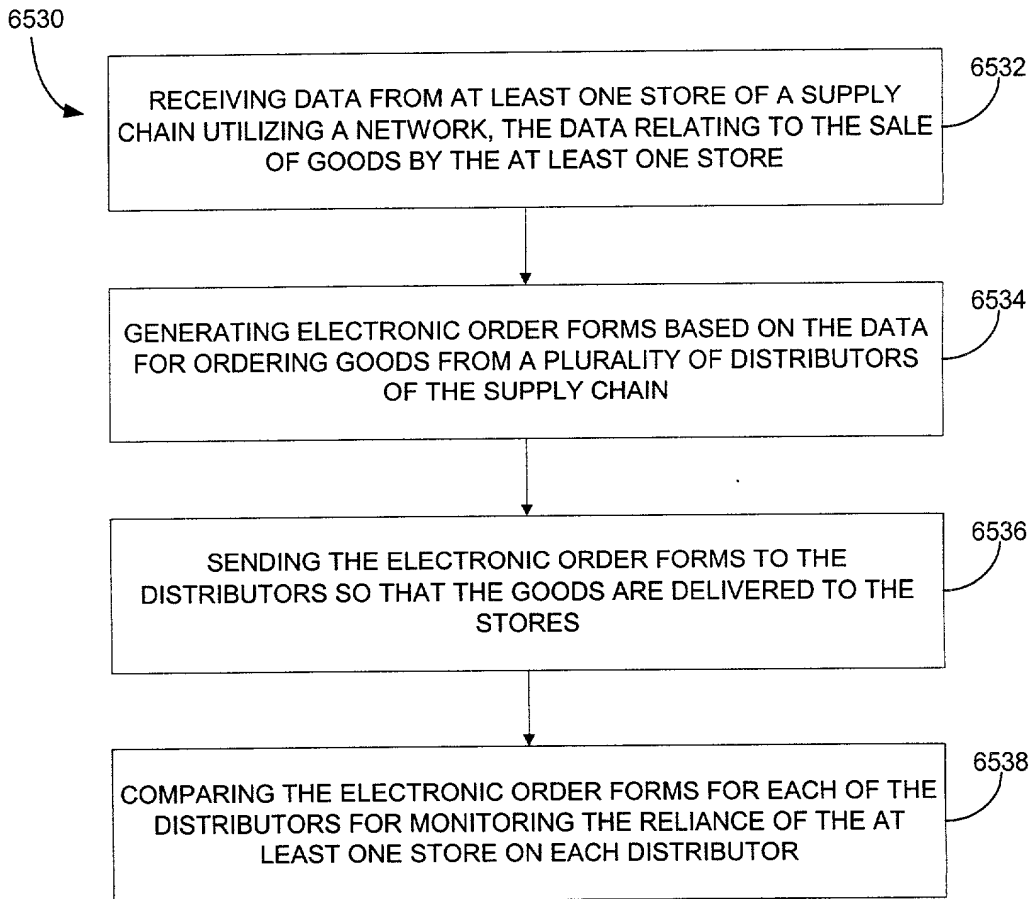 6530
6532
RECEIVING DATA FROM AT LEAST ONE STORE OF A SUPPLY
CHAIN UTILIZING A NETWORK, THE DATA RELATING TO THE SALE
OF GOODS BY THE AT LEAST ONE STORE
6534
GENERATING ELECTRONIC ORDER FORMS BASED ON THE DATA
FOR ORDERING GOODS FROM A PLURALITY OF DISTRIBUTORS
OF THE SUPPLY CHAIN
6536
SENDING THE ELECTRONIC ORDER FORMS TO THE
DISTRIBUTORS SO THAT THE GOODS ARE DELIVERED TO THE
STORES
6538
COMPARING THE ELECTRONIC ORDER FORMS FOR EACH OF THE
DISTRIBUTORS FOR MONITORING THE RELIANCE OF THE AT
LEAST ONE STORE ON EACH DISTRIBUTOR